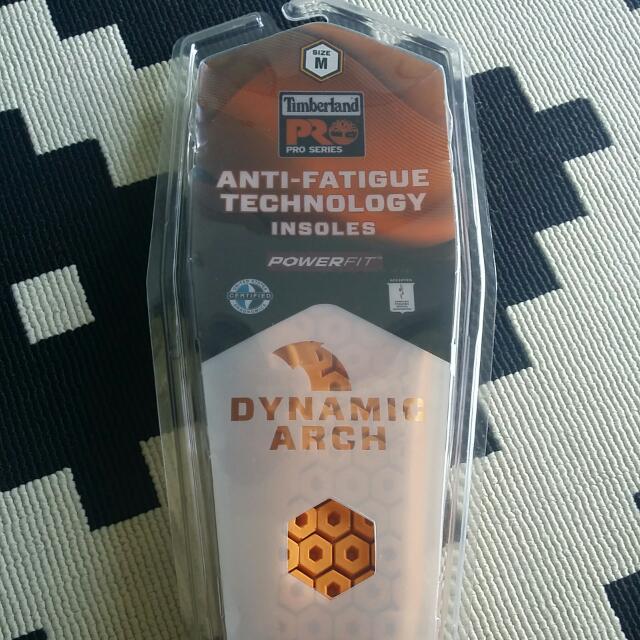 SIZE
M
Timberland
PRO
PRO SERIES
ANTI-FATIGUE
TECHNOLOGY
INSOLES
POWERFIT
CERTIFIED
DYNAMIC
ARCH